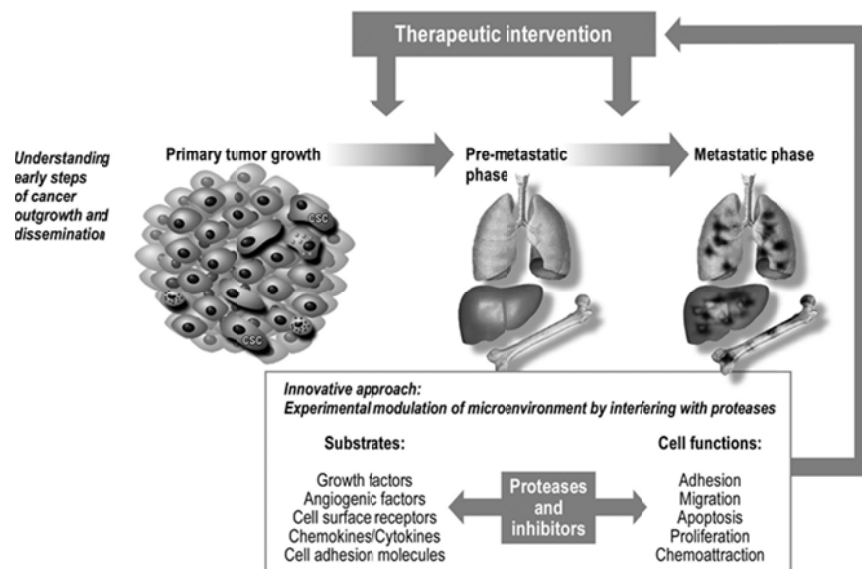 Therapeutic intervention
Understanding
early steps
of cancer
outgrowth and
dissemination
Primary tumor growth
Pre-metastatic
phase
Metastatic phase
CSC
CSC
Innovative approach:
Experimental modulation of microenvironment by interfering with proteases
Substrates:
Growth factors
Angiogenic factors
Cell surface receptors
Chemokines/Cytokines
Cell adhesion molecules
Proteases
and
inhibitors
Cell functions:
Adhesion
Migration
Apoptosis
Proliferation
Chemoattraction